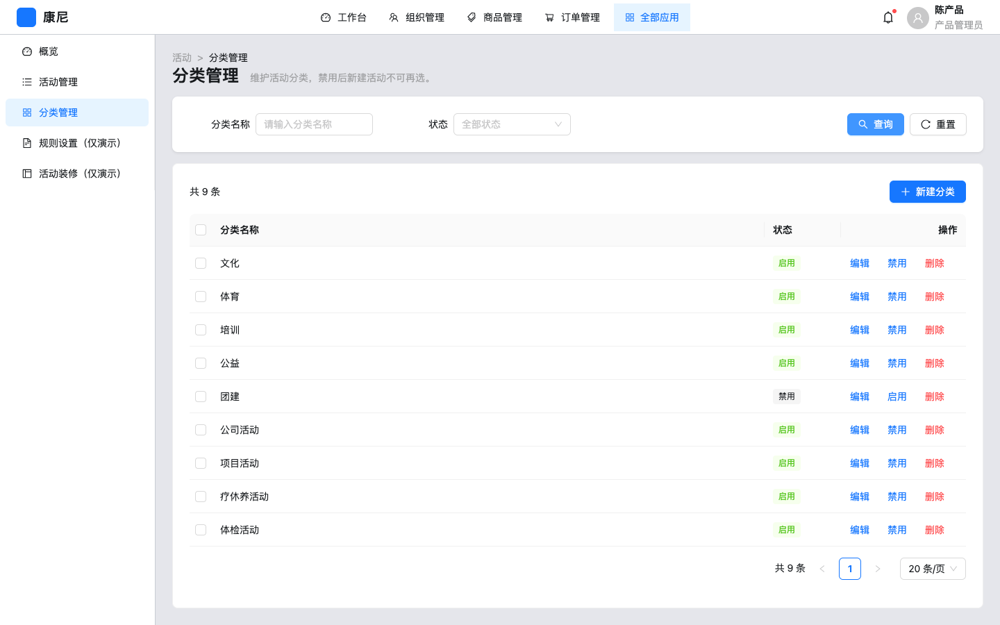 康尼
工作台 组织管理 商品管理 订单管理 全部应用
陈产品
产品管理员
概览
活动管理
分类管理
规则设置（仅演示）
活动装修（仅演示）
活动 > 分类管理
分类管理 维护活动分类，禁用后新建活动不可再选。
分类名称 请输入分类名称 状态 全部状态 查询 重置
共 9 条 新建分类
分类名称 状态 操作
文化 启用 编辑 禁用 删除
体育 启用 编辑 禁用 删除
培训 启用 编辑 禁用 删除
公益 启用 编辑 禁用 删除
团建 禁用 编辑 启用 删除
公司活动 启用 编辑 禁用 删除
项目活动 启用 编辑 禁用 删除
疗休养活动 启用 编辑 禁用 删除
体检活动 启用 编辑 禁用 删除
共 9 条 < 1 > 20 条/页